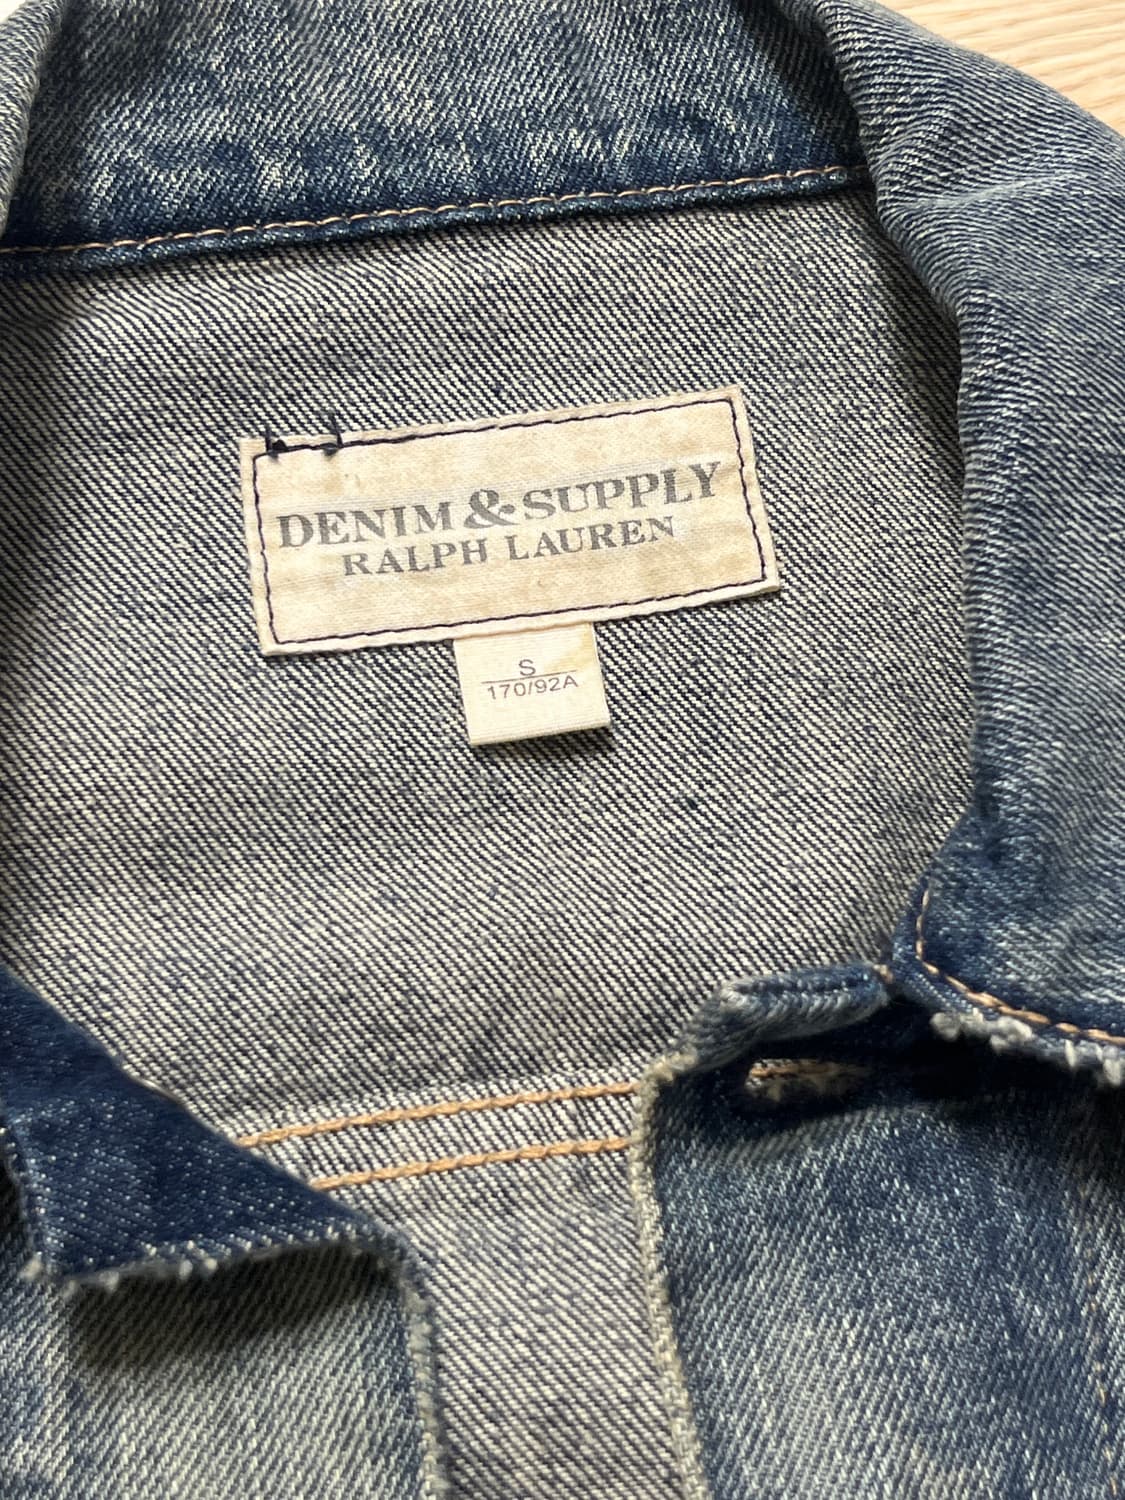 DENIM & SUPPLY
RALPH LAUREN
S
170/92A